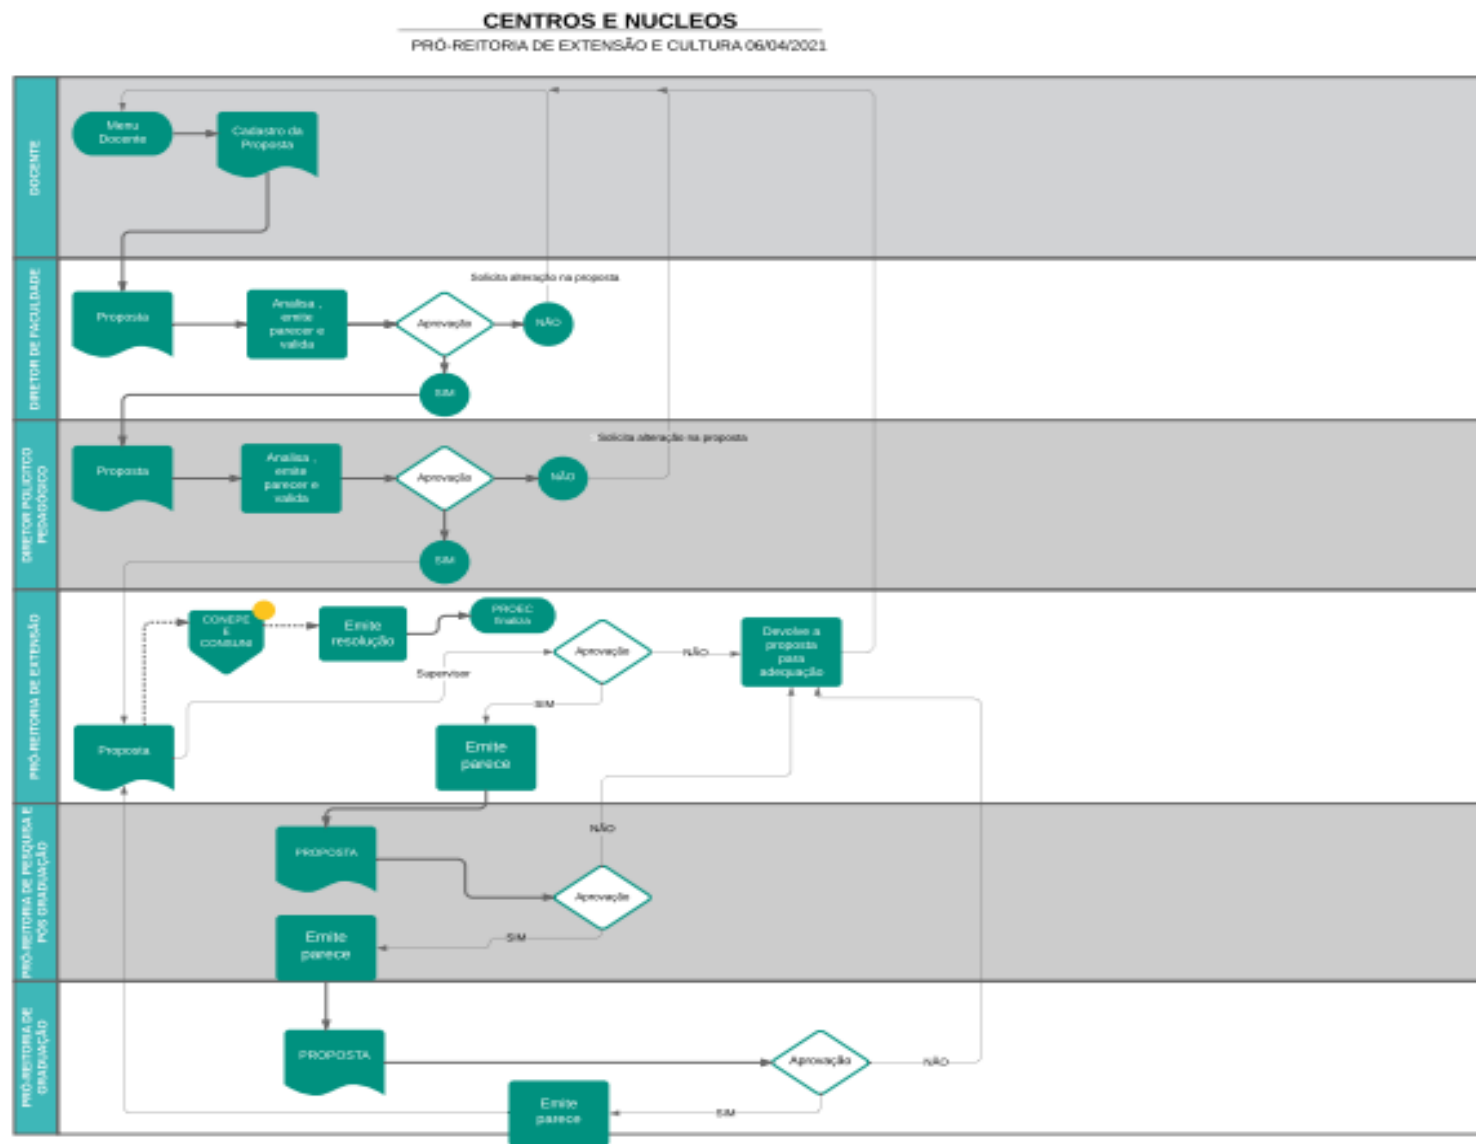 CENTROS E NUCLEOS
PRÓ-REITORIA DE EXTENSÃO E CULTURA 06/04/2021
DOCENTE
Menu
Docente
Cadastro da
Proposta
DIRETOR DE FACULDADE
Proposta
Analisa ,
emite
parecer e
valida
Aprovação
Solicita alteração na proposta
NÃO
SIM
DIRETOR POLICITCO
PEDAGÓGICO
Proposta
Analisa ,
emite
parecer e
valida
Aprovação
NÃO
Solicita alteração na proposta
SIM
PRÓ-REITORIA DE EXTENSÃO
CONEPE
E
CONSUNI
Emite
resolução
PROEC
finaliza
Supervisor
Aprovação
NÃO
Devolve a
proposta
para
adequação
SIM
Proposta
Emite
parece
PRÓ-REITORIA DE PESQUISA E
PÓS GRADUAÇÃO
PROPOSTA
NÃO
Aprovação
SIM
Emite
parece
PRÓ-REITORIA DE
GRADUAÇÃO
PROPOSTA
Aprovação
NÃO
SIM
Emite
parece